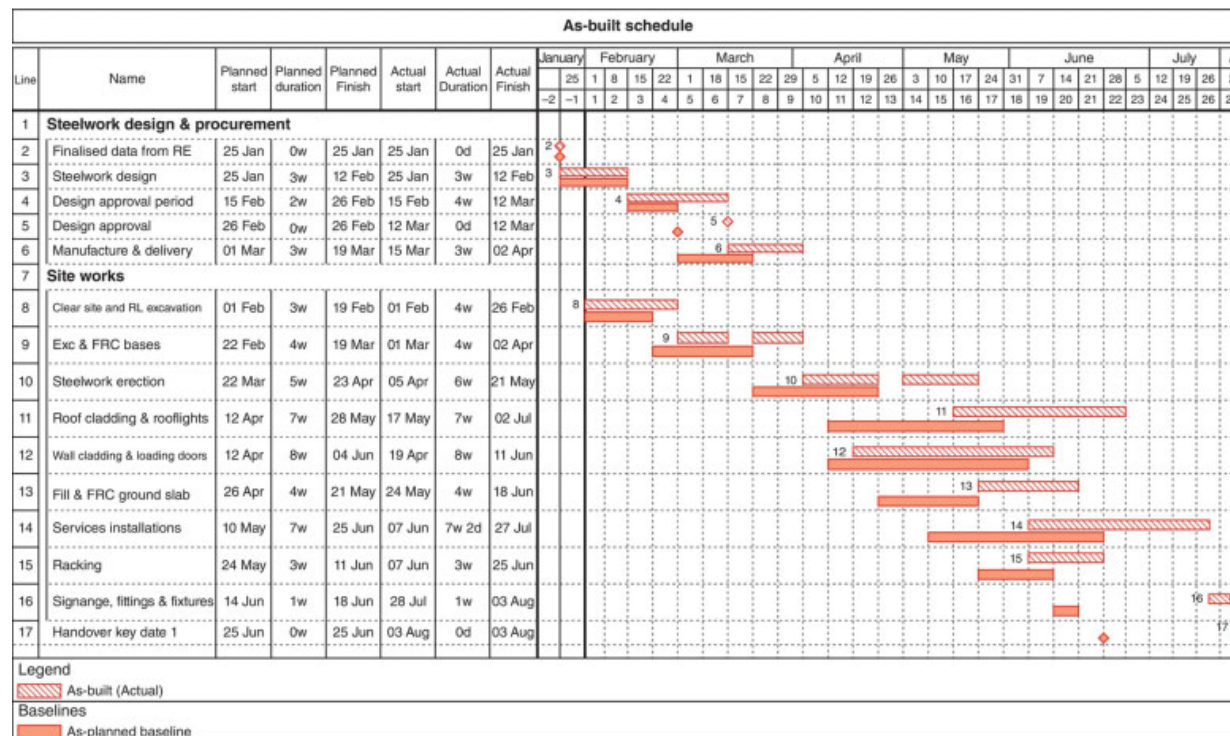 As-built schedule
Line Name Planned start Planned duration Planned Finish Actual start Actual Duration Actual Finish January February March April May June July
25 1 8 15 22 1 18 15 22 29 5 12 19 26 3 10 17 24 31 7 14 21 28 5 12 19 26
–2 –1 1 2 3 4 5 6 7 8 9 10 11 12 13 14 15 16 17 18 19 20 21 22 23 24 25 26
1 Steelwork design & procurement
2 Finalised data from RE 25 Jan 0w 25 Jan 25 Jan 0d 25 Jan 2
3 Steelwork design 25 Jan 3w 12 Feb 25 Jan 3w 12 Feb 3
4 Design approval period 15 Feb 2w 26 Feb 15 Feb 4w 12 Mar 4
5 Design approval 26 Feb 0w 26 Feb 12 Mar 0d 12 Mar 5
6 Manufacture & delivery 01 Mar 3w 19 Mar 15 Mar 3w 02 Apr 6
7 Site works
8 Clear site and RL excavation 01 Feb 3w 19 Feb 01 Feb 4w 26 Feb 8
9 Exc & FRC bases 22 Feb 4w 19 Mar 01 Mar 4w 02 Apr 9
10 Steelwork erection 22 Mar 5w 23 Apr 05 Apr 6w 21 May 10
11 Roof cladding & rooflights 12 Apr 7w 28 May 17 May 7w 02 Jul 11
12 Wall cladding & loading doors 12 Apr 8w 04 Jun 19 Apr 8w 11 Jun 12
13 Fill & FRC ground slab 26 Apr 4w 21 May 24 May 4w 18 Jun 13
14 Services installations 10 May 7w 25 Jun 07 Jun 7w 2d 27 Jul 14
15 Racking 24 May 3w 11 Jun 07 Jun 3w 25 Jun 15
16 Signange, fittings & fixtures 14 Jun 1w 18 Jun 28 Jul 1w 03 Aug 16
17 Handover key date 1 25 Jun 0w 25 Jun 03 Aug 0d 03 Aug 17
Legend
As-built (Actual)
Baselines
As-planned baseline